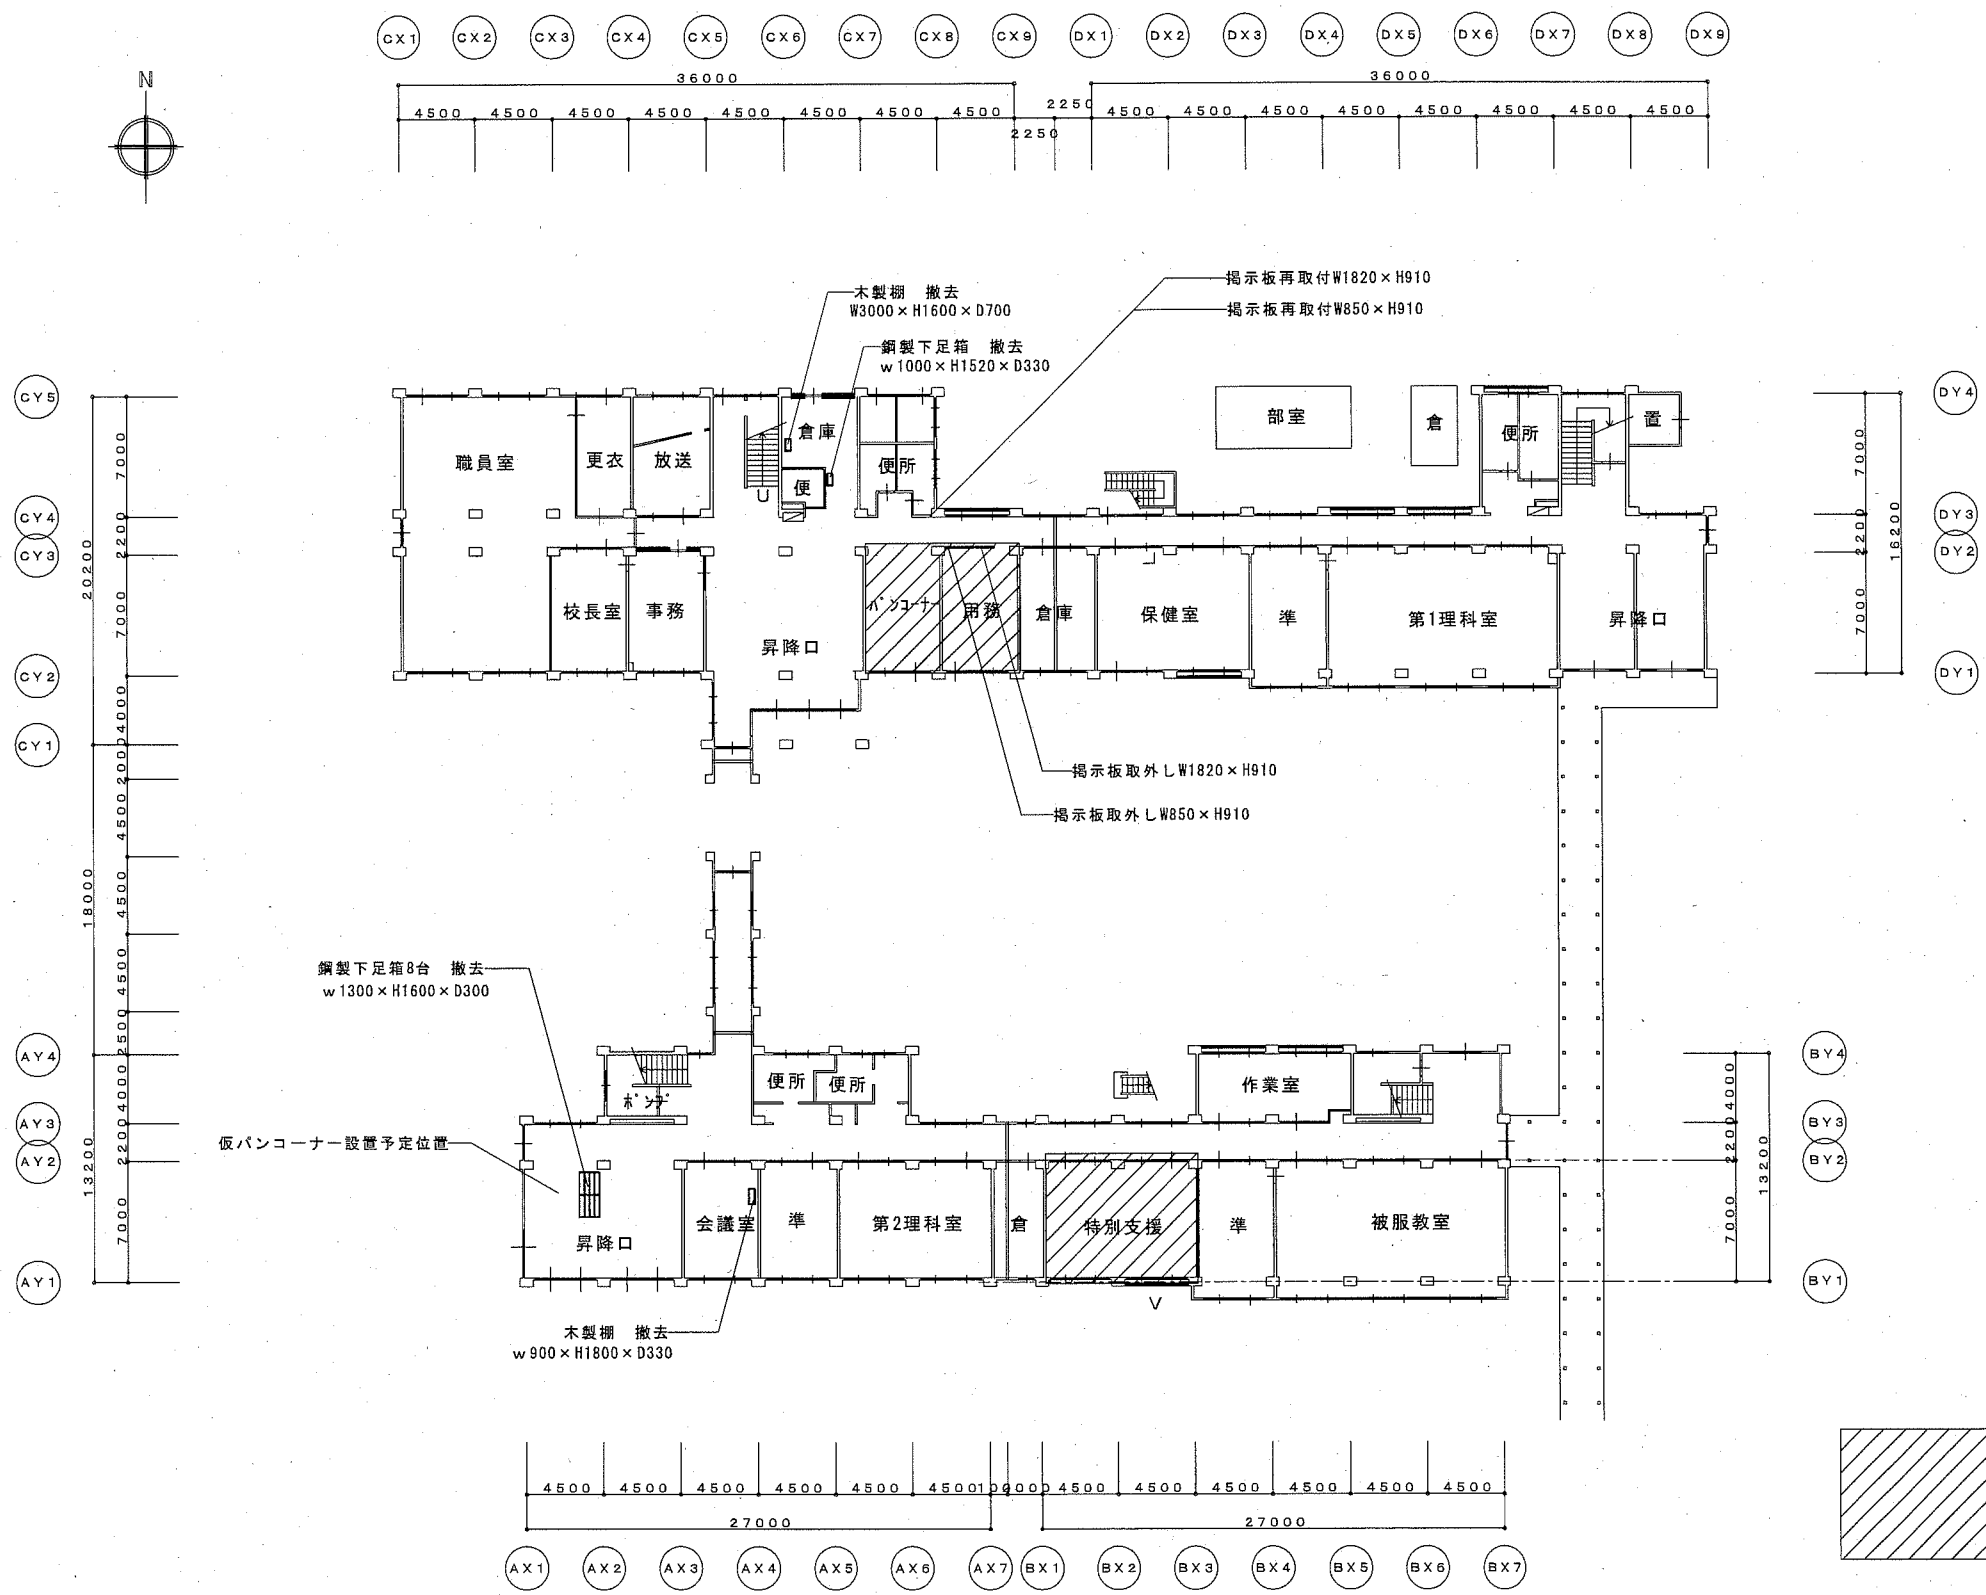 CX1 CX2 CX3 CX4 CX5 CX6 CX7 CX8 CX9 DX1 DX2 DX3 DX4 DX5 DX6 DX7 DX8 DX9
N
36000 36000
4500 4500 4500 4500 4500 4500 4500 4500 2250 4500 4500 4500 4500 4500 4500 4500 4500
2250
掲示板再取付W1820×H910
掲示板再取付W850×H910
木製棚 撤去
W3000×H1600×D700
鋼製下足箱 撤去
w1000×H1520×D330
CY5
CY4
CY3
CY2
CY1
7000
2200
7000
4000
2000
4500
4500
4500
2500
4000
2200
7000
20200
18000
13200
DY4
DY3
DY2
DY1
7000
2200
7000
16200
職員室
更衣
放送
U
倉庫
便
便所
部室
倉
便所
置
校長室
事務
昇降口
パンコーナー
用務
倉庫
保健室
準
第1理科室
昇降口
掲示板取外しW1820×H910
掲示板取外しW850×H910
鋼製下足箱8台 撤去
w1300×H1600×D300
AY4
AY3
AY2
AY1
BY4
BY3
BY2
BY1
4000
2200
7000
13200
ポンプ
便所
便所
作業室
仮パンコーナー設置予定位置
昇降口
会議室
準
第2理科室
倉
特別支援
準
被服教室
V
木製棚 撤去
w900×H1800×D330
4500 4500 4500 4500 4500 4500 4500 4500 4500 4500 4500 4500
27000 27000
AX1 AX2 AX3 AX4 AX5 AX6 AX7 BX1 BX2 BX3 BX4 BX5 BX6 BX7